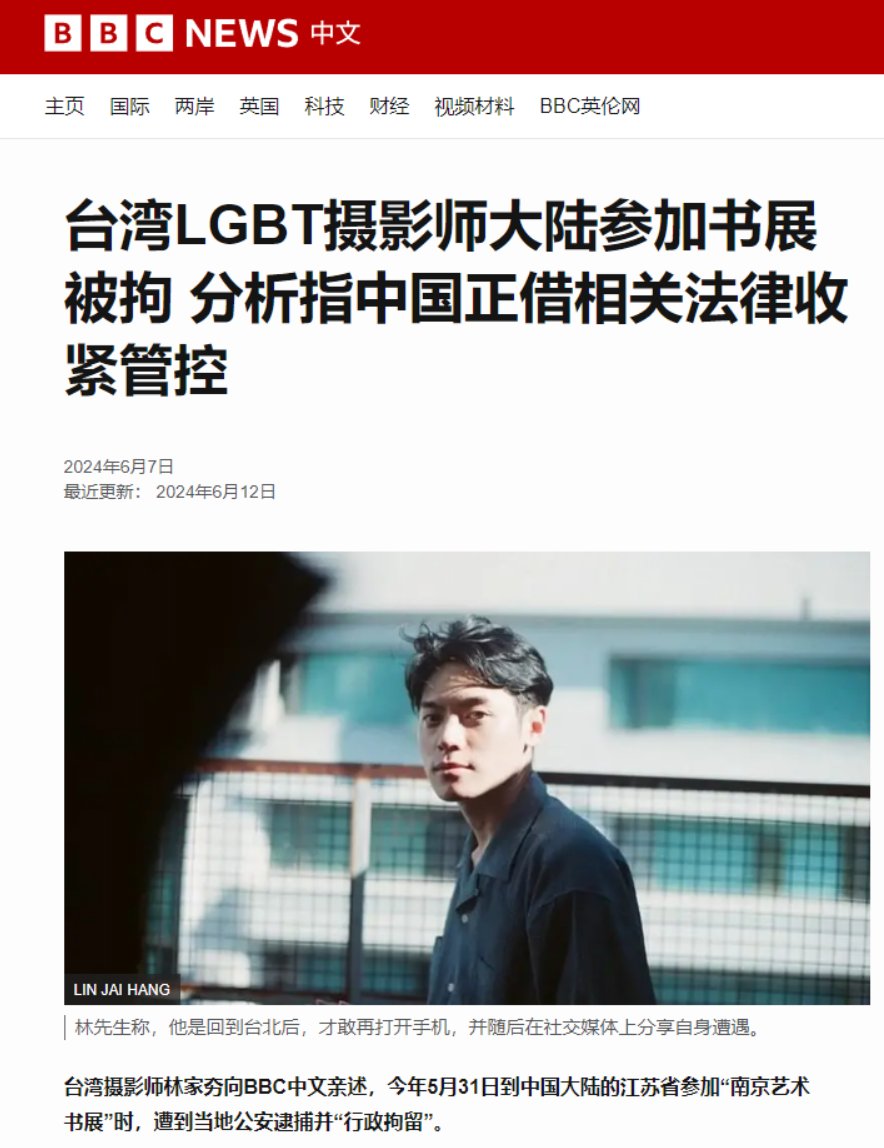 BBC NEWS 中文
主页 国际 两岸 英国 科技 财经 视频材料 BBC英伦网
台湾LGBT摄影师大陆参加书展
被拘 分析指中国正借相关法律收
紧管控
2024年6月7日
最近更新： 2024年6月12日
LIN JAI HANG
林先生称，他是回到台北后，才敢再打开手机，并随后在社交媒体上分享自身遭遇。
台湾摄影师林家夯向BBC中文亲述，今年5月31日到中国大陆的江苏省参加“南京艺术
书展”时，遭到当地公安逮捕并“行政拘留”。